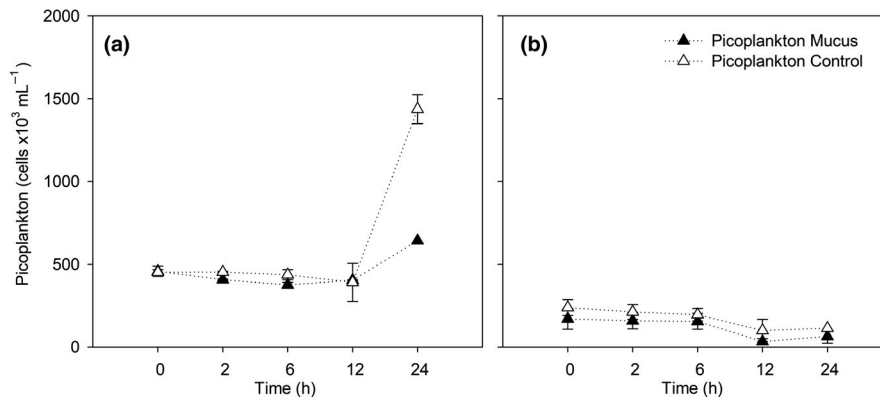 (a)
(b)
Picoplankton Mucus
Picoplankton Control
Picoplankton (cells x10³ mL⁻¹)
2000
1500
1000
500
0
0 2 6 12 24
0 2 6 12 24
Time (h)
Time (h)